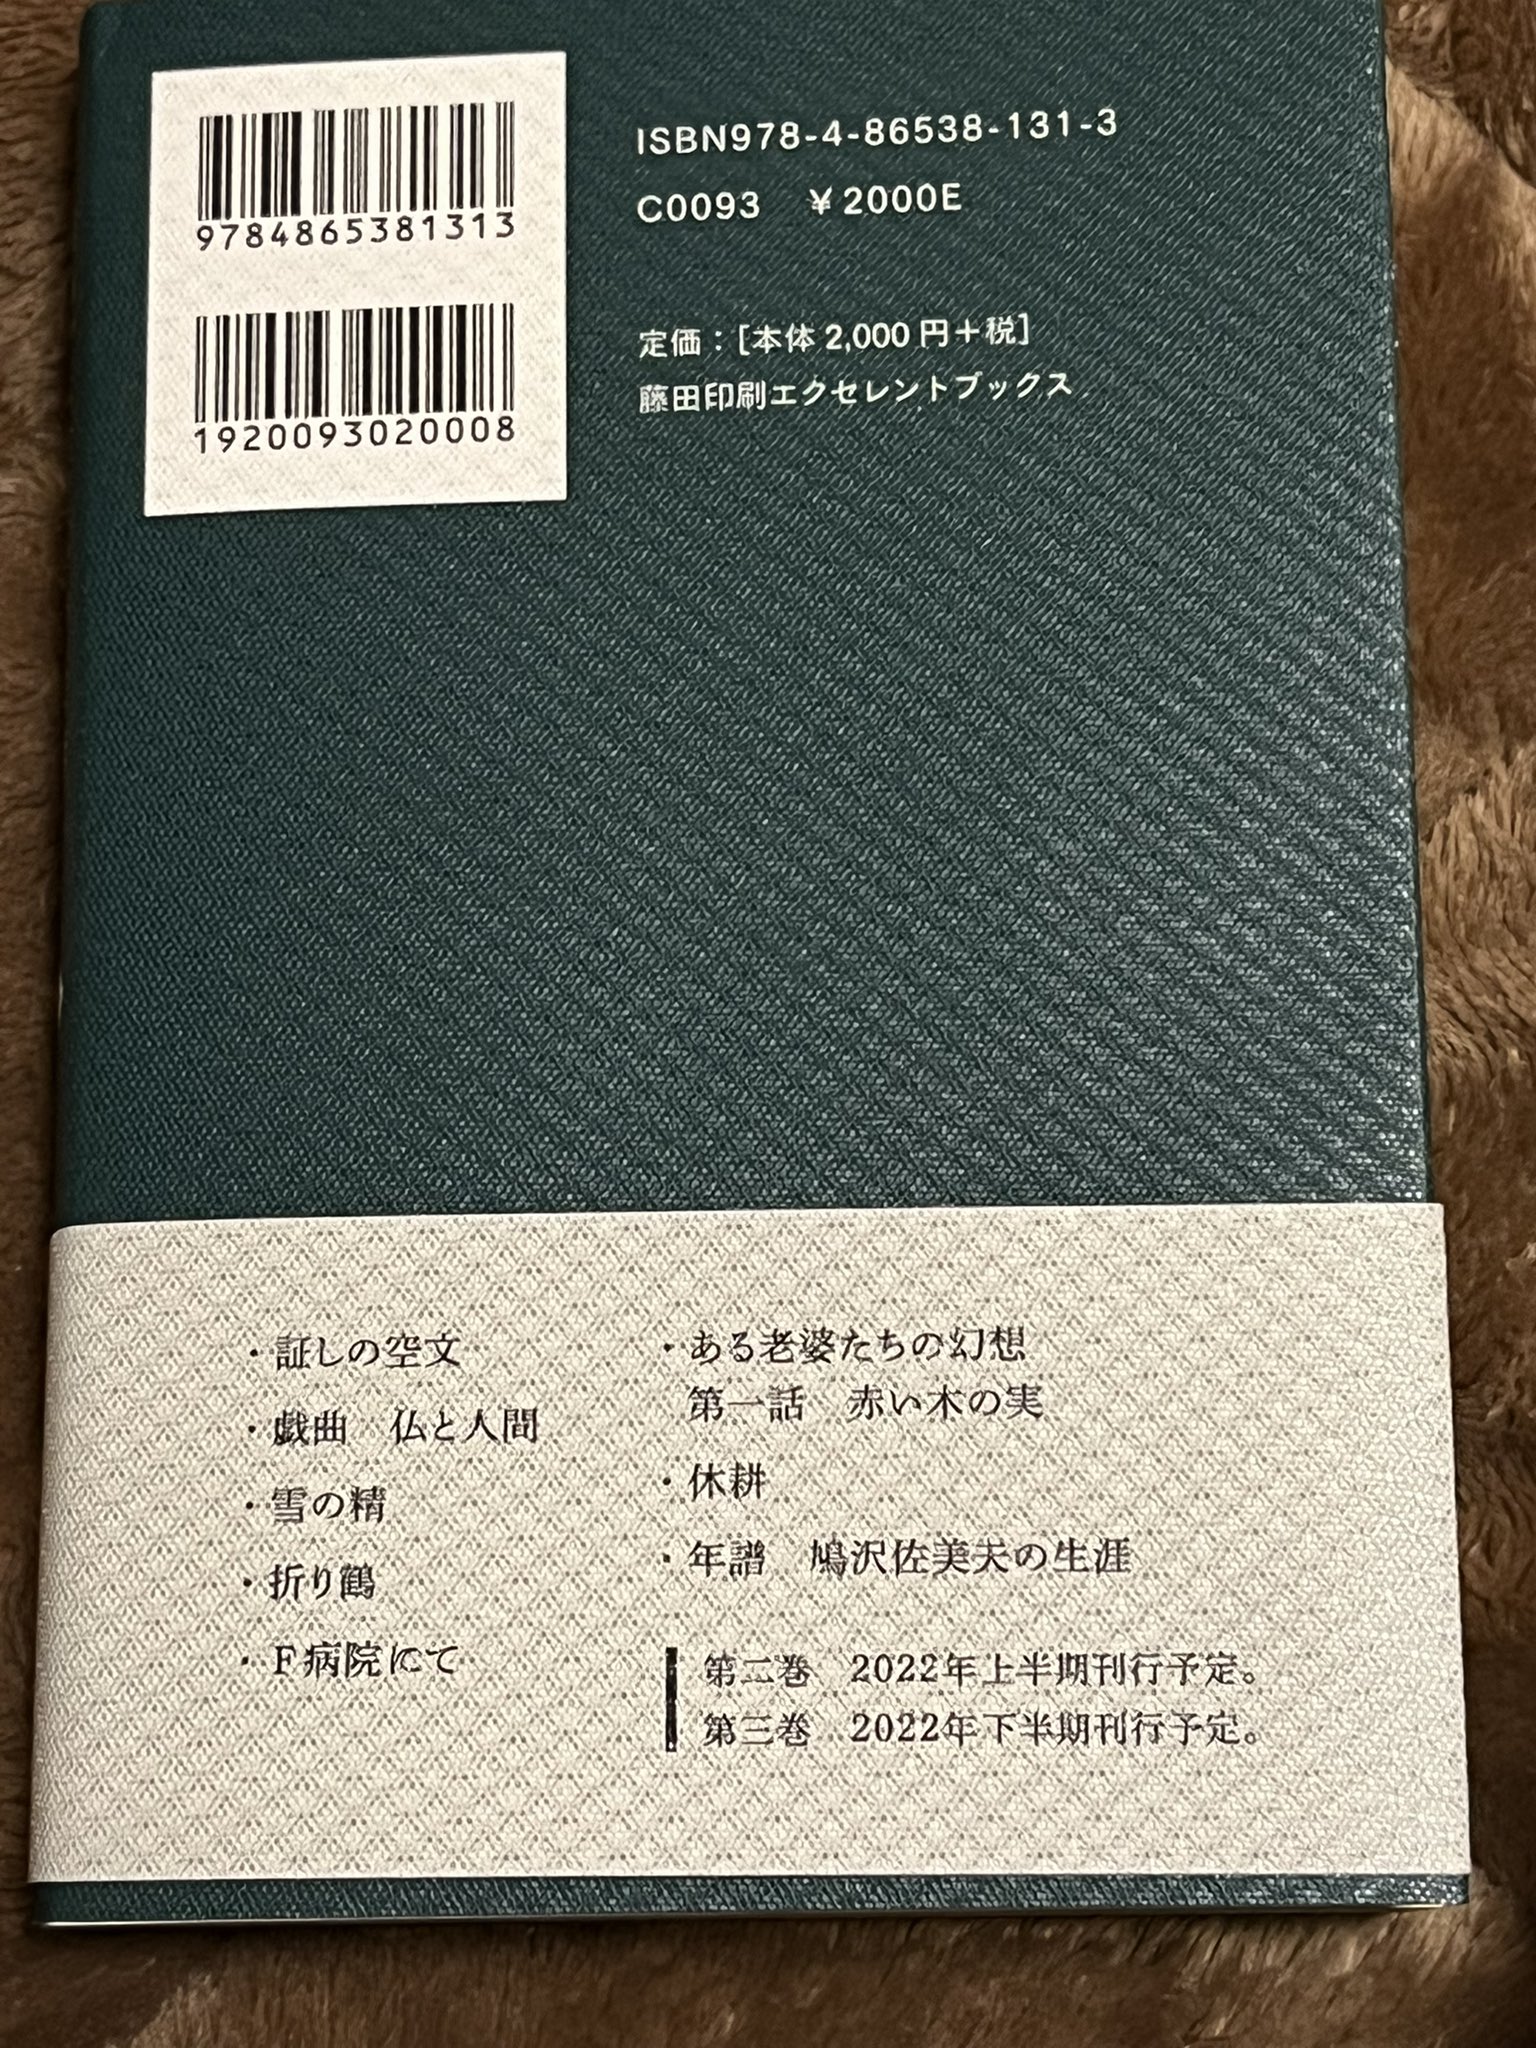 9784865381313
1920093020008
ISBN978-4-86538-131-3
C0093 ¥2000E
定価：[本体 2,000 円＋税]
藤田印刷エクセレントブックス
・証しの空文
・戯曲 仏と人間
・雪の精
・折り鶴
・F病院にて
・ある老婆たちの幻想
第一話 赤い木の実
・休耕
・年譜 鳩沢佐美夫の生涯
第二巻 2022年上半期刊行予定。
第三巻 2022年下半期刊行予定。